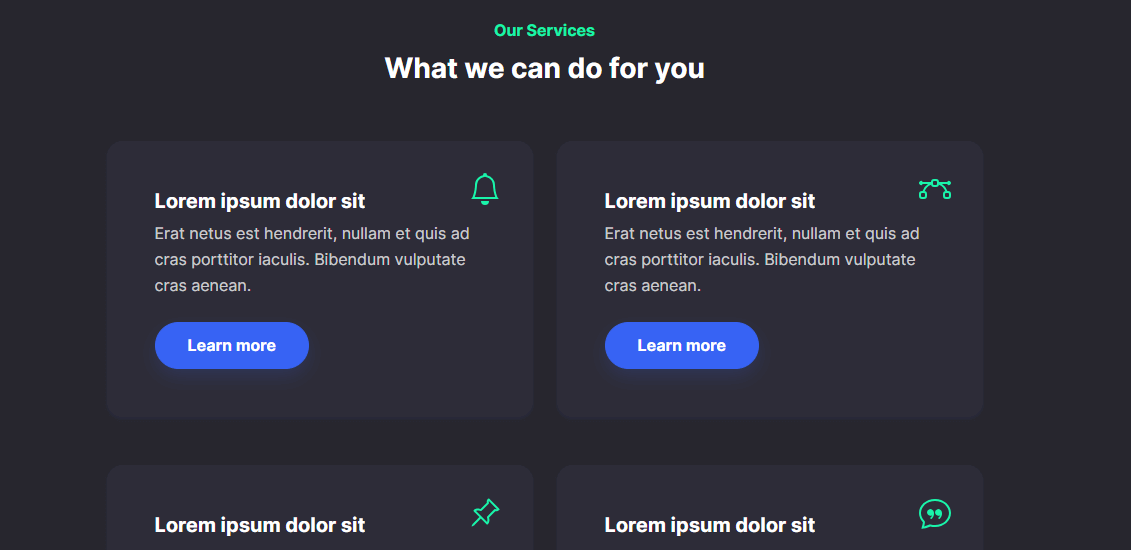 Our Services
What we can do for you
Lorem ipsum dolor sit
Erat netus est hendrerit, nullam et quis ad
cras porttitor iaculis. Bibendum vulputate
cras aenean.
Learn more
Lorem ipsum dolor sit
Erat netus est hendrerit, nullam et quis ad
cras porttitor iaculis. Bibendum vulputate
cras aenean.
Learn more
Lorem ipsum dolor sit
Lorem ipsum dolor sit